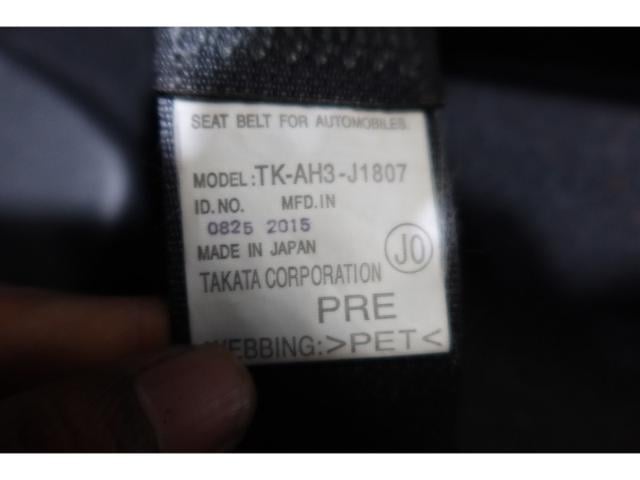 SEAT BELT FOR AUTOMOBILES.
MODEL:TK-AH3-J1807
ID.NO. MFD.IN
0825 2015
MADE IN JAPAN
JO
TAKATA CORPORATION
PRE
WEBBING:>PET<